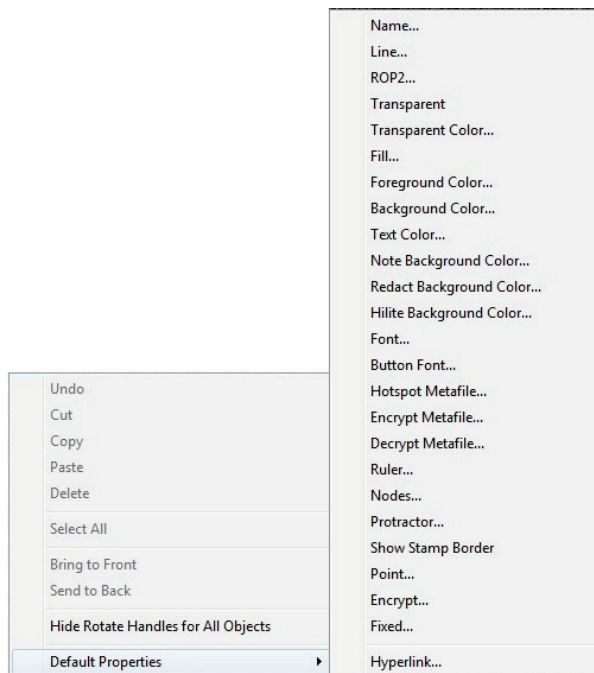 Name...
Line...
ROP2...
Transparent
Transparent Color...
Fill...
Foreground Color...
Background Color...
Text Color...
Note Background Color...
Redact Background Color...
Hilite Background Color...
Font...
Button Font...
Hotspot Metafile...
Encrypt Metafile...
Decrypt Metafile...
Ruler...
Nodes...
Protractor...
Show Stamp Border
Point...
Encrypt...
Fixed...
Hyperlink...
Undo
Cut
Copy
Paste
Delete
Select All
Bring to Front
Send to Back
Hide Rotate Handles for All Objects
Default Properties